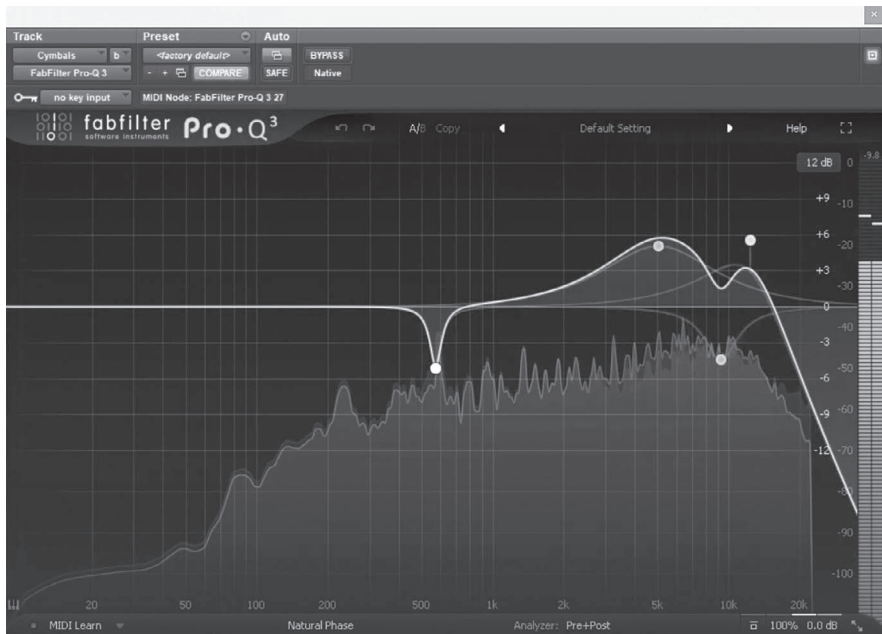 Track Preset Auto
Cymbals b <factory default> BYPASS
FabFilter Pro-Q 3 - + COMPARE SAFE Native
no key input MIDI Node: FabFilter Pro-Q 3 27
fabfilter Pro·Q3 A/B Copy Default Setting Help
software instruments
12 dB 0 -9.8
+9 -10
+6 -20
+3 -30
0 -40
-3 -50
-6 -60
-9
-12 -70
-80
-90
-100
20 50 100 200 500 1k 2k 5k 10k 20k
MIDI Learn Natural Phase Analyzer: Pre+Post 100% 0.0 dB